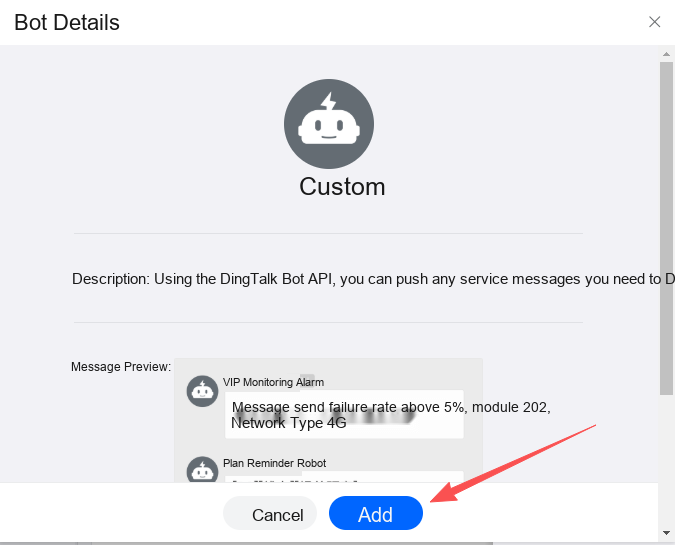 Bot Details
Custom
Description: Using the DingTalk Bot API, you can push any service messages you need to D
Message Preview:
VIP Monitoring Alarm
Message send failure rate above 5%, module 202,
Network Type 4G
Plan Reminder Robot
Cancel
Add